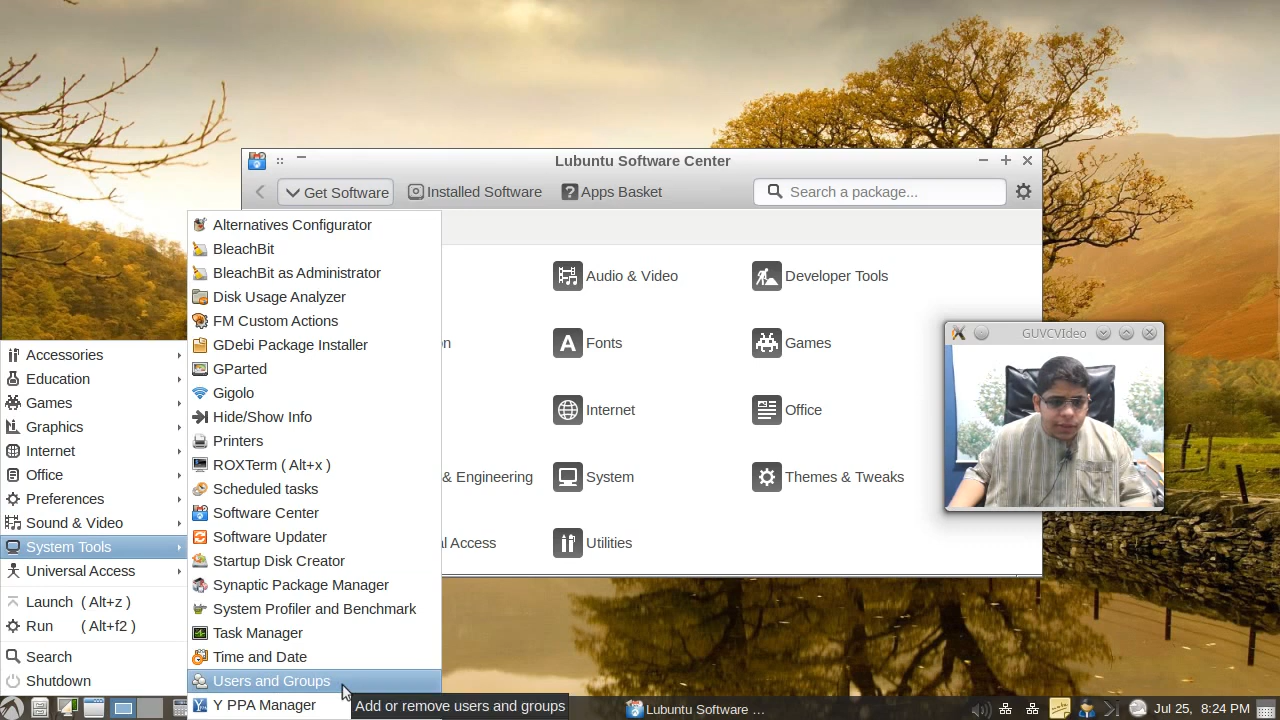 Lubuntu Software Center
Get Software
Installed Software
? Apps Basket
Search a package...
Alternatives Configurator
BleachBit
BleachBit as Administrator
Disk Usage Analyzer
FM Custom Actions
GDebi Package Installer
GParted
Gigolo
Hide/Show Info
Printers
ROXTerm ( Alt+x )
Scheduled tasks
Software Center
Software Updater
Startup Disk Creator
Synaptic Package Manager
System Profiler and Benchmark
Task Manager
Time and Date
Users and Groups
Y PPA Manager
Audio & Video
Developer Tools
A Fonts
Games
Internet
Office
& Engineering
System
Themes & Tweaks
Access
Utilities
GUVCVIdeo
Accessories
Education
Games
Graphics
Internet
Office
Preferences
Sound & Video
System Tools
Universal Access
Launch ( Alt+z )
Run ( Alt+f2 )
Search
Shutdown
Add or remove users and groups
Lubuntu Software ...
Jul 25, 8:24 PM